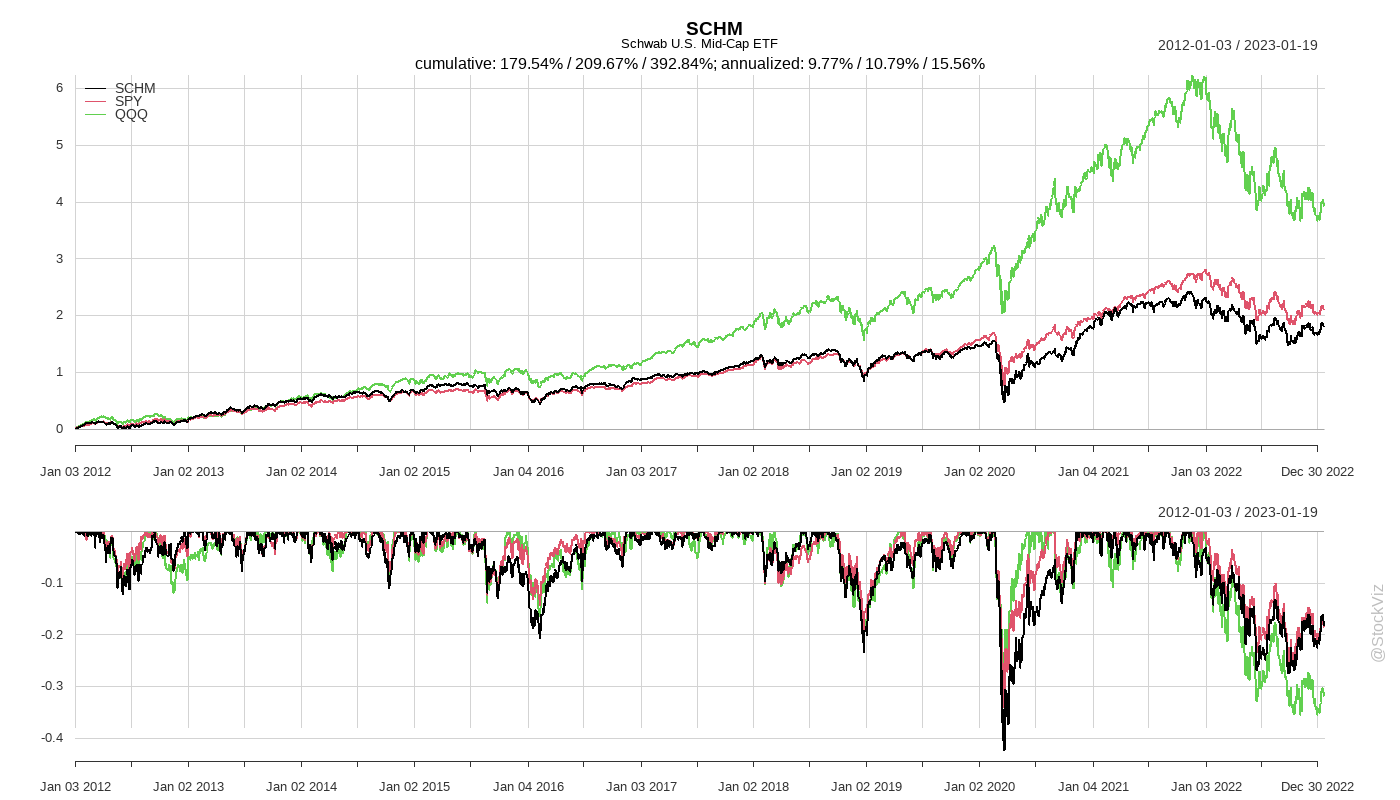 SCHM
Schwab U.S. Mid-Cap ETF
2012-01-03 / 2023-01-19
cumulative: 179.54% / 209.67% / 392.84%; annualized: 9.77% / 10.79% / 15.56%
SCHM
SPY
QQQ
6
5
4
3
2
1
0
Jan 03 2012 Jan 02 2013 Jan 02 2014 Jan 02 2015 Jan 04 2016 Jan 03 2017 Jan 02 2018 Jan 02 2019 Jan 02 2020 Jan 04 2021 Jan 03 2022 Dec 30 2022
2012-01-03 / 2023-01-19
-0.1
-0.2
-0.3
-0.4
Jan 03 2012 Jan 02 2013 Jan 02 2014 Jan 02 2015 Jan 04 2016 Jan 03 2017 Jan 02 2018 Jan 02 2019 Jan 02 2020 Jan 04 2021 Jan 03 2022 Dec 30 2022
@StockViz